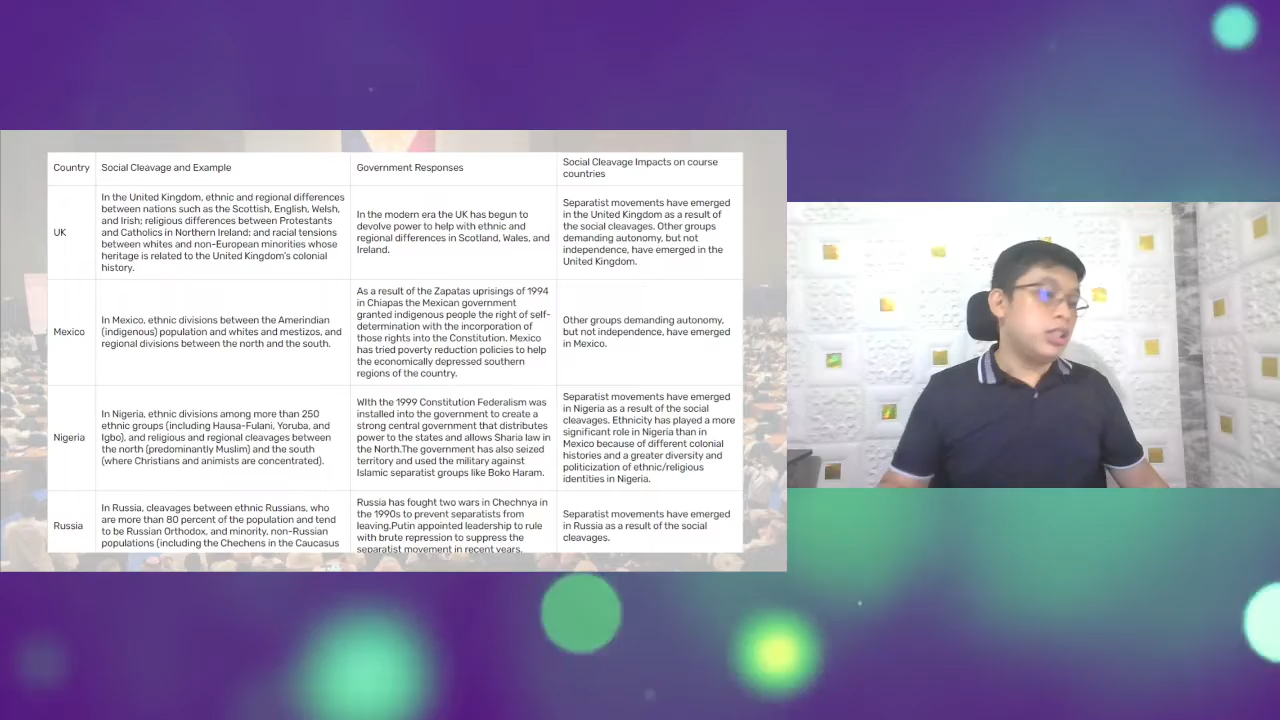 Country
Social Cleavage and Example
Government Responses
Social Cleavage Impacts on course
countries
UK
In the United Kingdom, ethnic and regional differences
between nations such as the Scottish, English, Welsh,
and Irish; religious differences between Protestants
and Catholics in Northern Ireland; and racial tensions
between whites and non-European minorities whose
heritage is related to the United Kingdom's colonial
history.
In the modern era the UK has begun to
devolve power to help with ethnic and
regional differences in Scotland, Wales, and
Ireland.
Separatist movements have emerged
in the United Kingdom as a result of
the social cleavages. Other groups
demanding autonomy, but not
independence, have emerged in the
United Kingdom.
Mexico
In Mexico, ethnic divisions between the Amerindian
(indigenous) population and whites and mestizos, and
regional divisions between the north and the south.
As a result of the Zapatas uprisings of 1994
in Chiapas the Mexican government
granted indigenous people the right of self-
determination with the incorporation of
those rights into the Constitution. Mexico
has tried poverty reduction policies to help
the economically depressed southern
regions of the country.
Other groups demanding autonomy,
but not independence, have emerged
in Mexico.
Nigeria
In Nigeria, ethnic divisions among more than 250
ethnic groups (including Hausa-Fulani, Yoruba, and
Igbo), and religious and regional cleavages between
the north (predominantly Muslim) and the south
(where Christians and animists are concentrated).
WIth the 1999 Constitution Federalism was
installed into the government to create a
strong central government that distributes
power to the states and allows Sharia law in
the North.The government has also seized
territory and used the military against
Islamic separatist groups like Boko Haram.
Separatist movements have emerged
in Nigeria as a result of the social
cleavages. Ethnicity has played a more
significant role in Nigeria than in
Mexico because of different colonial
histories and a greater diversity and
politicization of ethnic/religious
identities in Nigeria.
Russia
In Russia, cleavages between ethnic Russians, who
are more than 80 percent of the population and tend
to be Russian Orthodox, and minority, non-Russian
populations (including the Chechens in the Caucasus
Russia has fought two wars in Chechnya in
the 1990s to prevent separatists from
leaving.Putin appointed leadership to rule
with brute repression to suppress the
separatist movement in recent years.
Separatist movements have emerged
in Russia as a result of the social
cleavages.